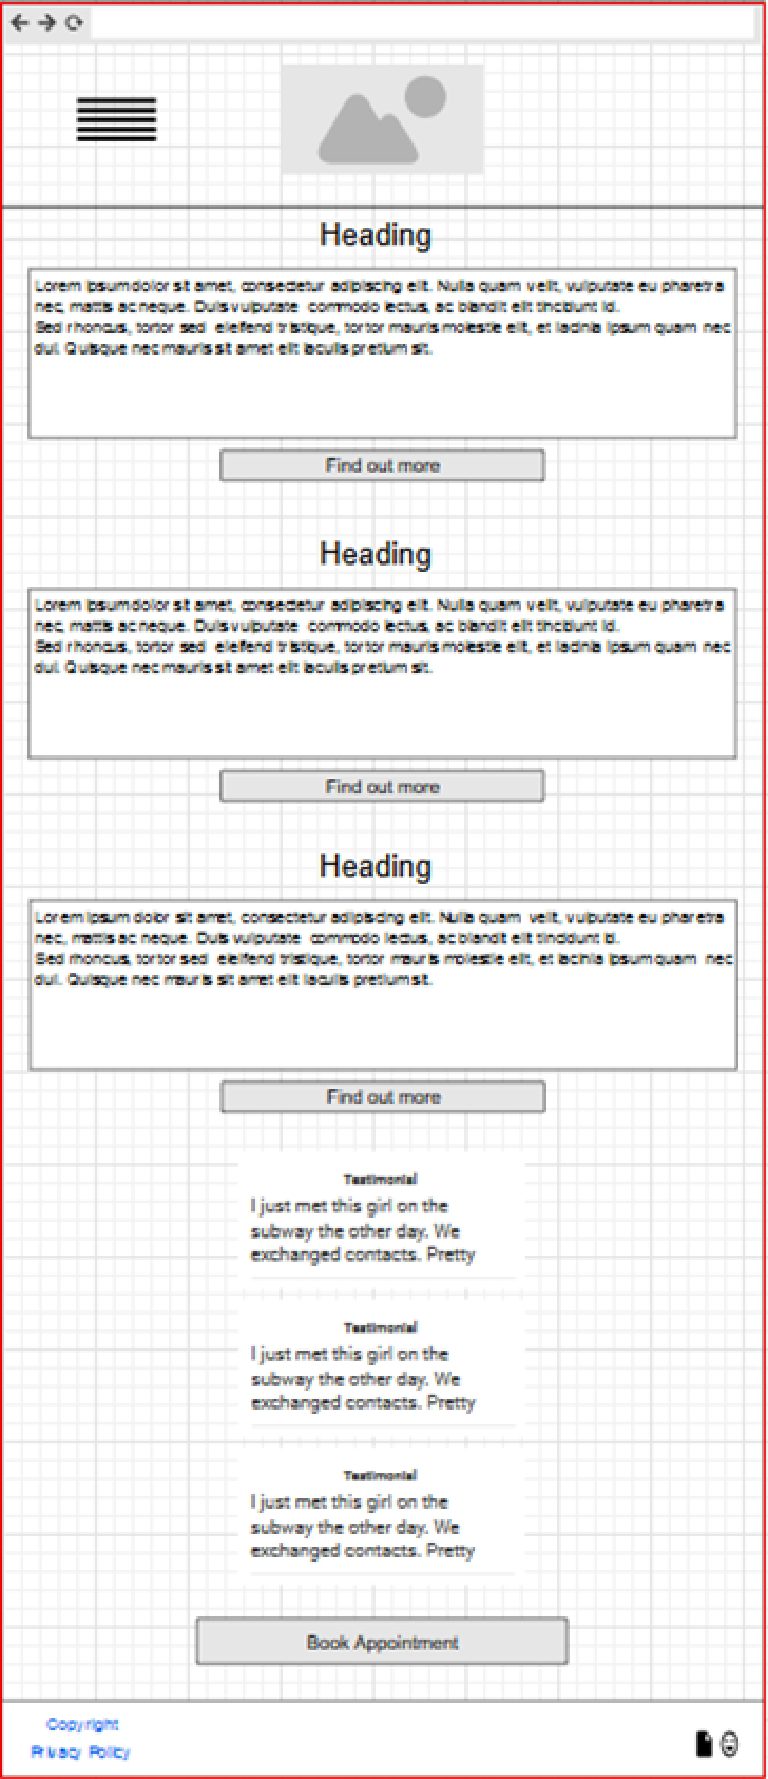 Heading
Lorem ipsum dolor sit amet, consectetur adipiscing elit. Nulla quam velit, vulputate eu pharetra
nec, mattis ac neque. Duis vulputate commodo lectus, ac blandit elit tincidunt id.
Sed rhoncus, tortor sed eleifend tristique, tortor mauris molestie elit, et lacinia ipsum quam nec
dui. Quisque nec mauris sit amet elit iaculis pretium sit.
Find out more
Heading
Lorem ipsum dolor sit amet, consectetur adipiscing elit. Nulla quam velit, vulputate eu pharetra
nec, mattis ac neque. Duis vulputate commodo lectus, ac blandit elit tincidunt id.
Sed rhoncus, tortor sed eleifend tristique, tortor mauris molestie elit, et lacinia ipsum quam nec
dui. Quisque nec mauris sit amet elit iaculis pretium sit.
Find out more
Heading
Lorem ipsum dolor sit amet, consectetur adipiscing elit. Nulla quam velit, vulputate eu pharetra
nec, mattis ac neque. Duis vulputate commodo lectus, ac blandit elit tincidunt id.
Sed rhoncus, tortor sed eleifend tristique, tortor mauris molestie elit, et lacinia ipsum quam nec
dui. Quisque nec mauris sit amet elit iaculis pretium sit.
Find out more
Testimonial
I just met this girl on the
subway the other day. We
exchanged contacts. Pretty
Testimonial
I just met this girl on the
subway the other day. We
exchanged contacts. Pretty
Testimonial
I just met this girl on the
subway the other day. We
exchanged contacts. Pretty
Book Appointment
Copyright
Privacy Policy